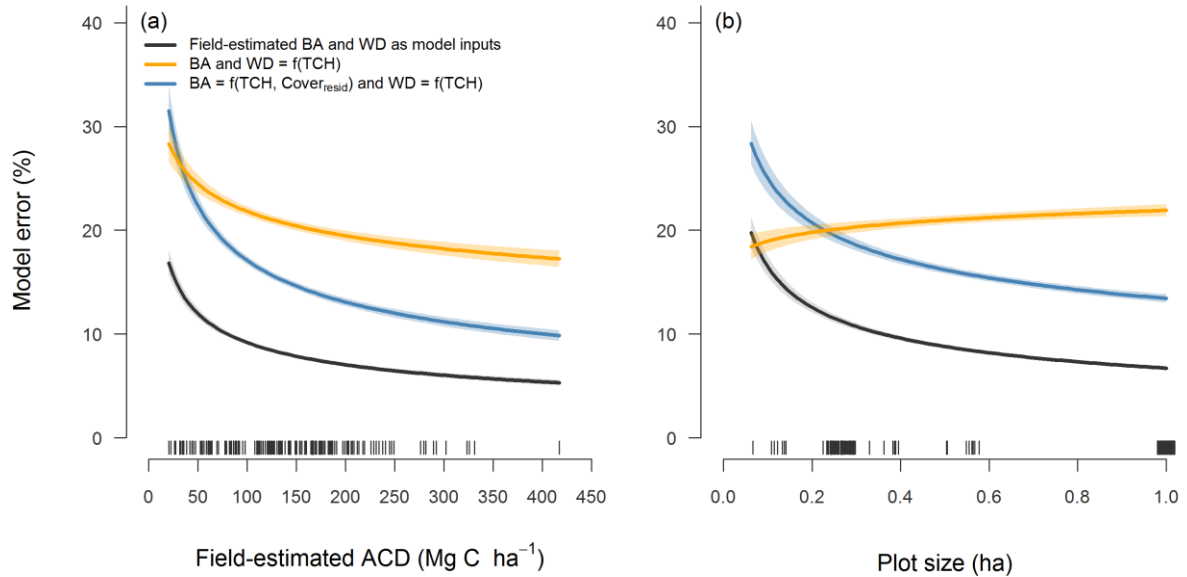 (a)
Field-estimated BA and WD as model inputs
BA and WD = f(TCH)
BA = f(TCH, Cover_resid) and WD = f(TCH)
Model error (%)
40
30
20
10
0
0 50 100 150 200 250 300 350 400 450
Field-estimated ACD (Mg C ha⁻¹)
(b)
40
30
20
10
0
0.0 0.2 0.4 0.6 0.8 1.0
Plot size (ha)